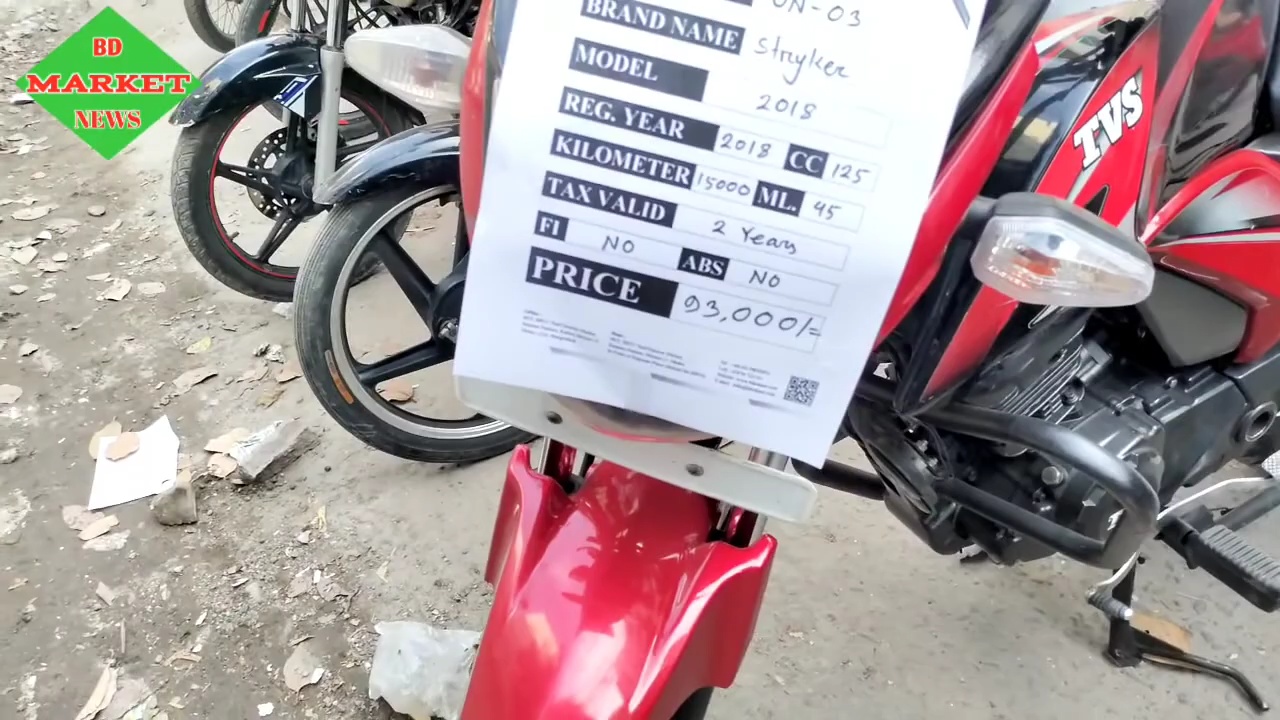 BD
MARKET
NEWS
UN-03
BRAND NAME Stryker
MODEL 2018
REG. YEAR 2018 CC 125
KILOMETER 15000 ML. 45
TAX VALID 2 Years
FI NO ABS NO
PRICE 93,000/=
TVS